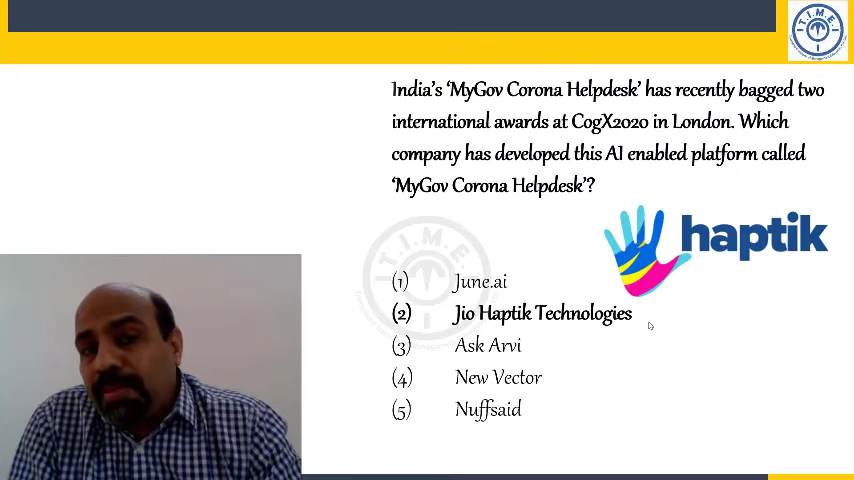 T.I.M.E.
India's 'MyGov Corona Helpdesk' has recently bagged two
international awards at CogX2020 in London. Which
company has developed this AI enabled platform called
'MyGov Corona Helpdesk'?
haptik
T.I.M.E.
(1) June.ai
(2) Jio Haptik Technologies
(3) Ask Arvi
(4) New Vector
(5) Nuffsaid